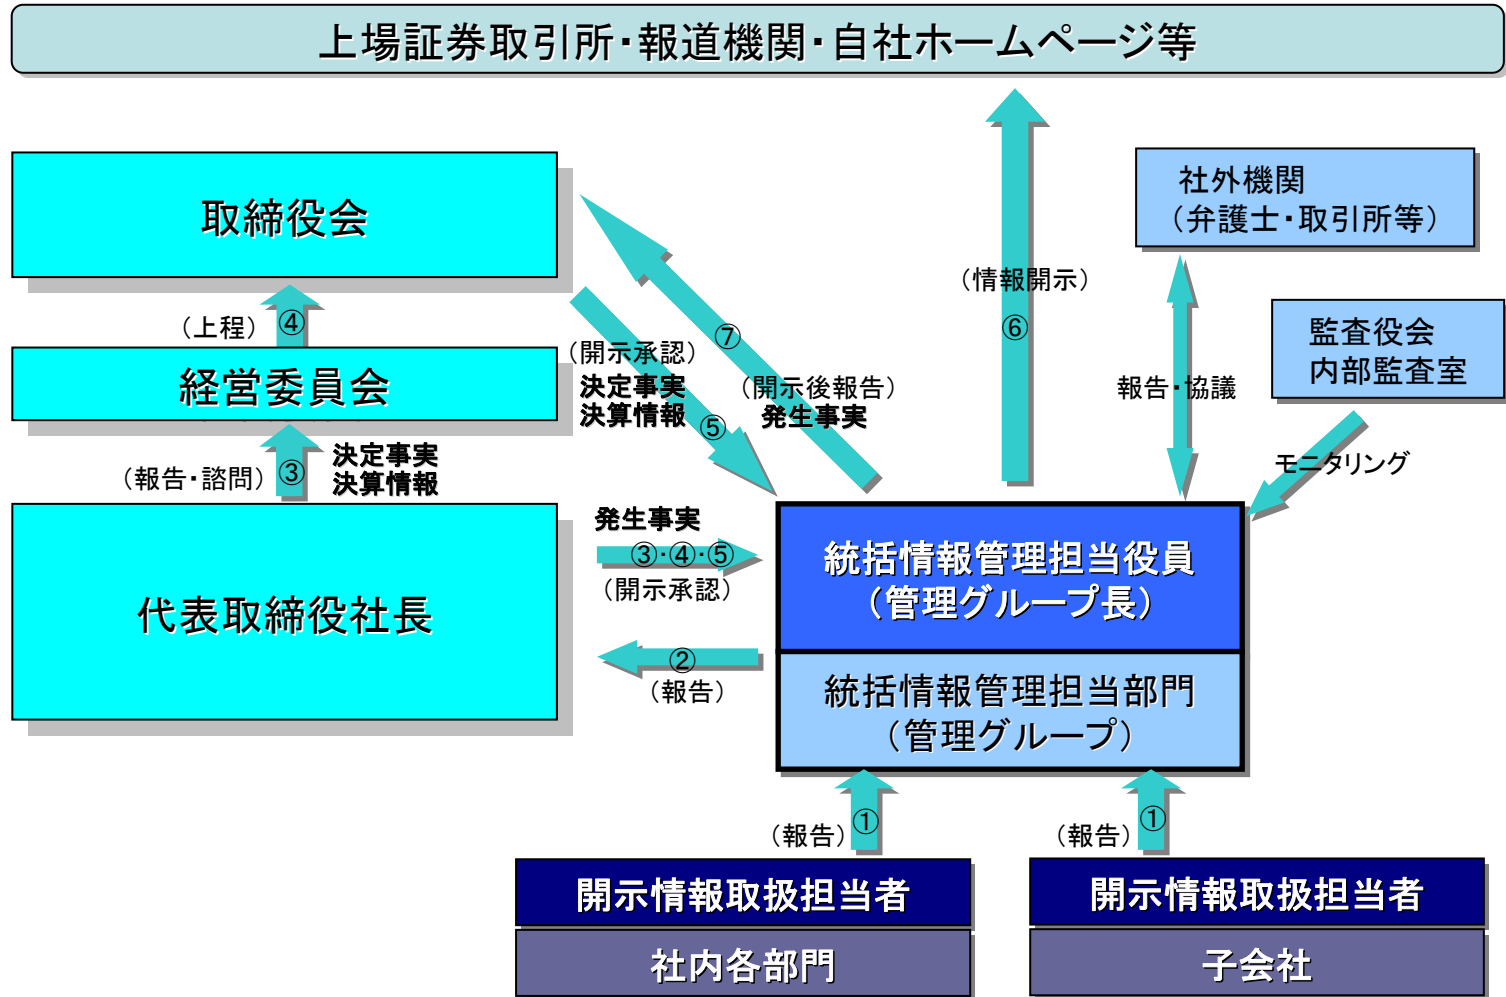 上場証券取引所・報道機関・自社ホームページ等
取締役会
社外機関
（弁護士・取引所等）
（情報開示）
⑥
（上程）
④
⑦
監査役会
内部監査室
（開示承認）
決定事実
決算情報
⑤
（開示後報告）
発生事実
報告・協議
経営委員会
決定事実
決算情報
（報告・諮問）
③
モニタリング
発生事実
③・④・⑤
（開示承認）
代表取締役社長
統括情報管理担当役員
（管理グループ長）
②
（報告）
統括情報管理担当部門
（管理グループ）
（報告）
①
（報告）
①
開示情報取扱担当者
社内各部門
開示情報取扱担当者
子会社